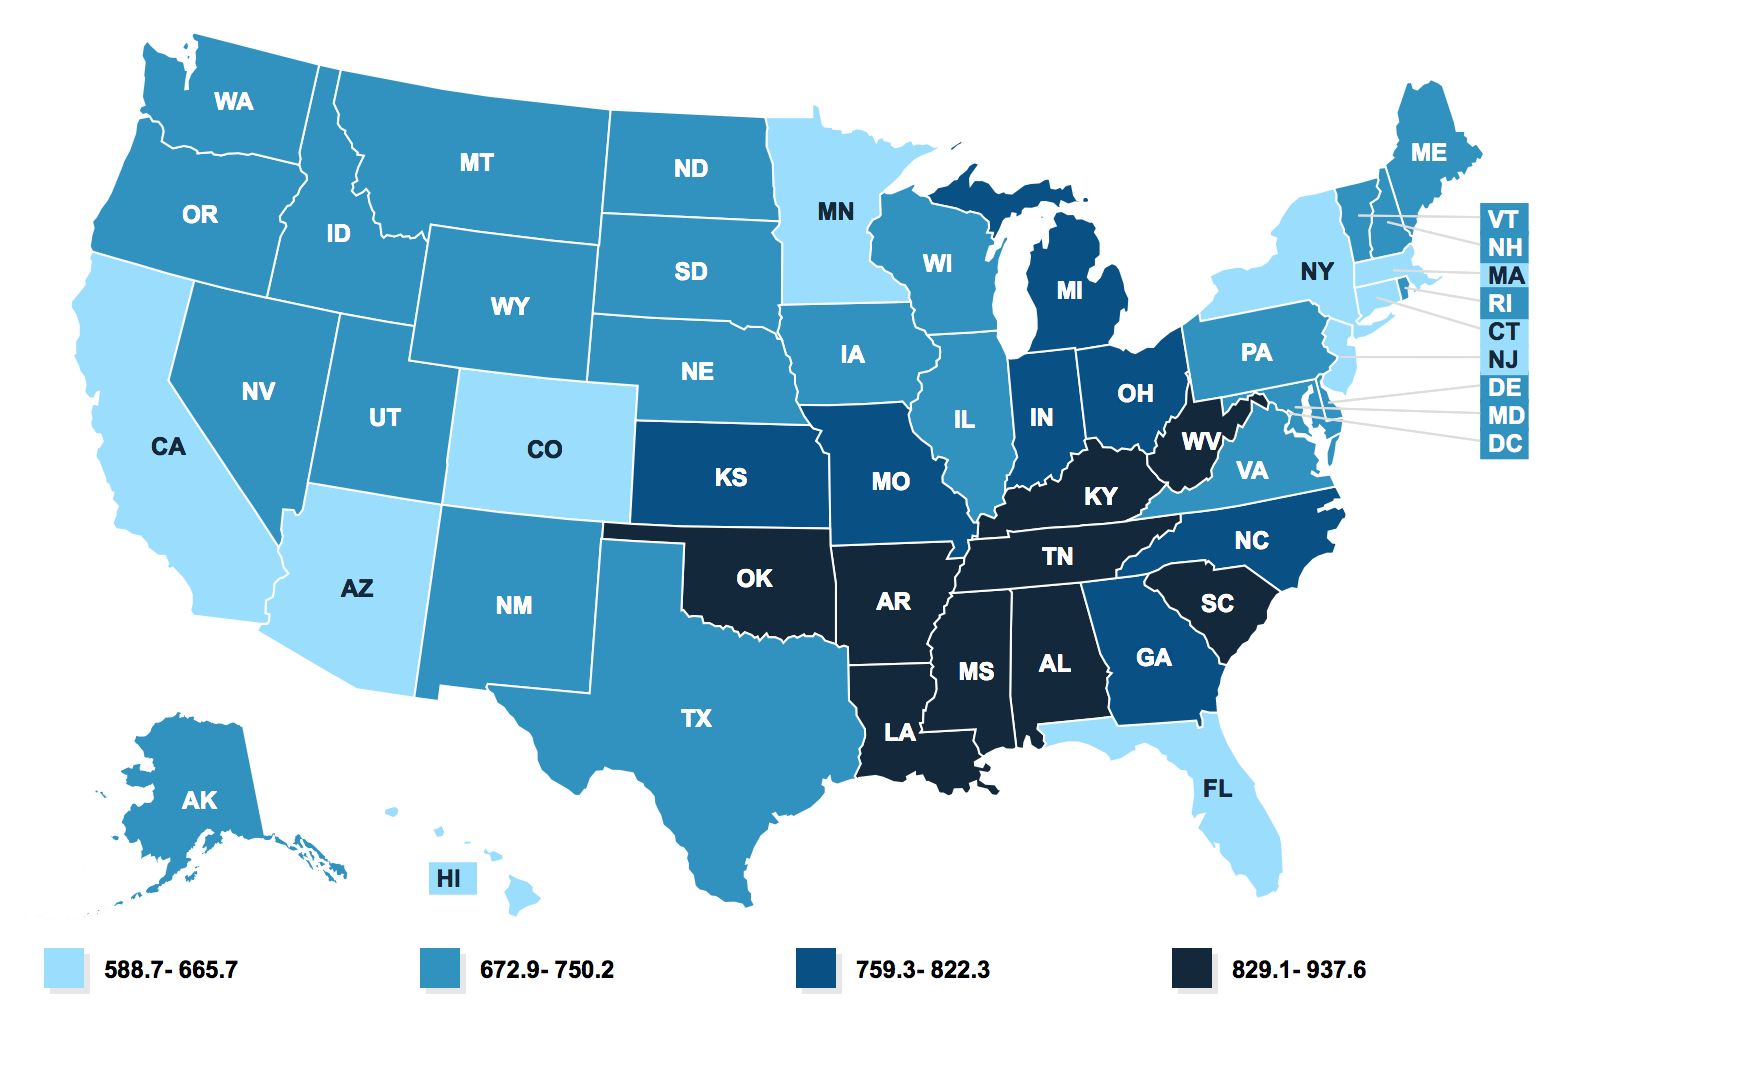 WA
MT
ND
ME
OR
ID
MN
VT
NH
SD
WI
NY
MA
MI
RI
WY
CT
IA
PA
NJ
NV
NE
DE
UT
OH
MD
CA
CO
IL
IN
WV
DC
KS
MO
VA
KY
NC
OK
TN
AZ
NM
AR
SC
MS
AL
GA
TX
LA
AK
FL
HI
588.7- 665.7
672.9- 750.2
759.3- 822.3
829.1- 937.6